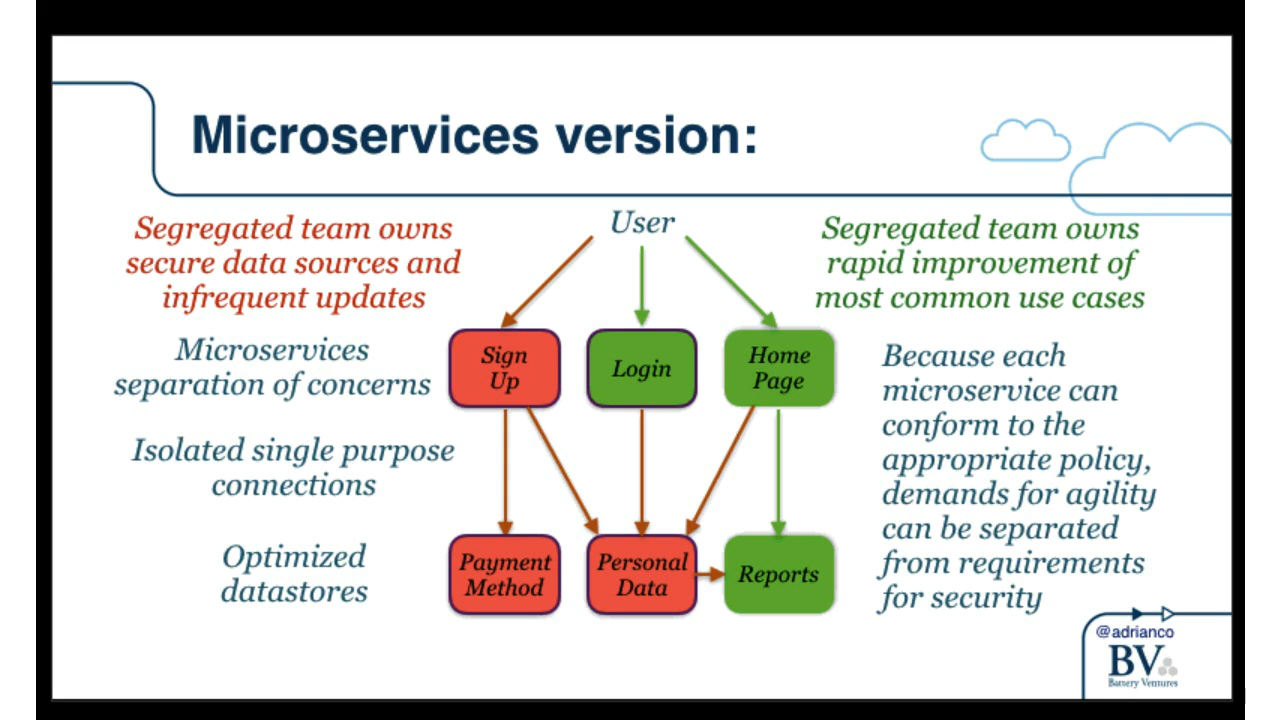 Microservices version:
Segregated team owns
secure data sources and
infrequent updates
User
Segregated team owns
rapid improvement of
most common use cases
Microservices
separation of concerns
Sign
Up
Login
Home
Page
Because each
microservice can
conform to the
appropriate policy,
demands for agility
can be separated
from requirements
for security
Isolated single purpose
connections
Optimized
datastores
Payment
Method
Personal
Data
Reports
@adrianco
BV
Battery Ventures